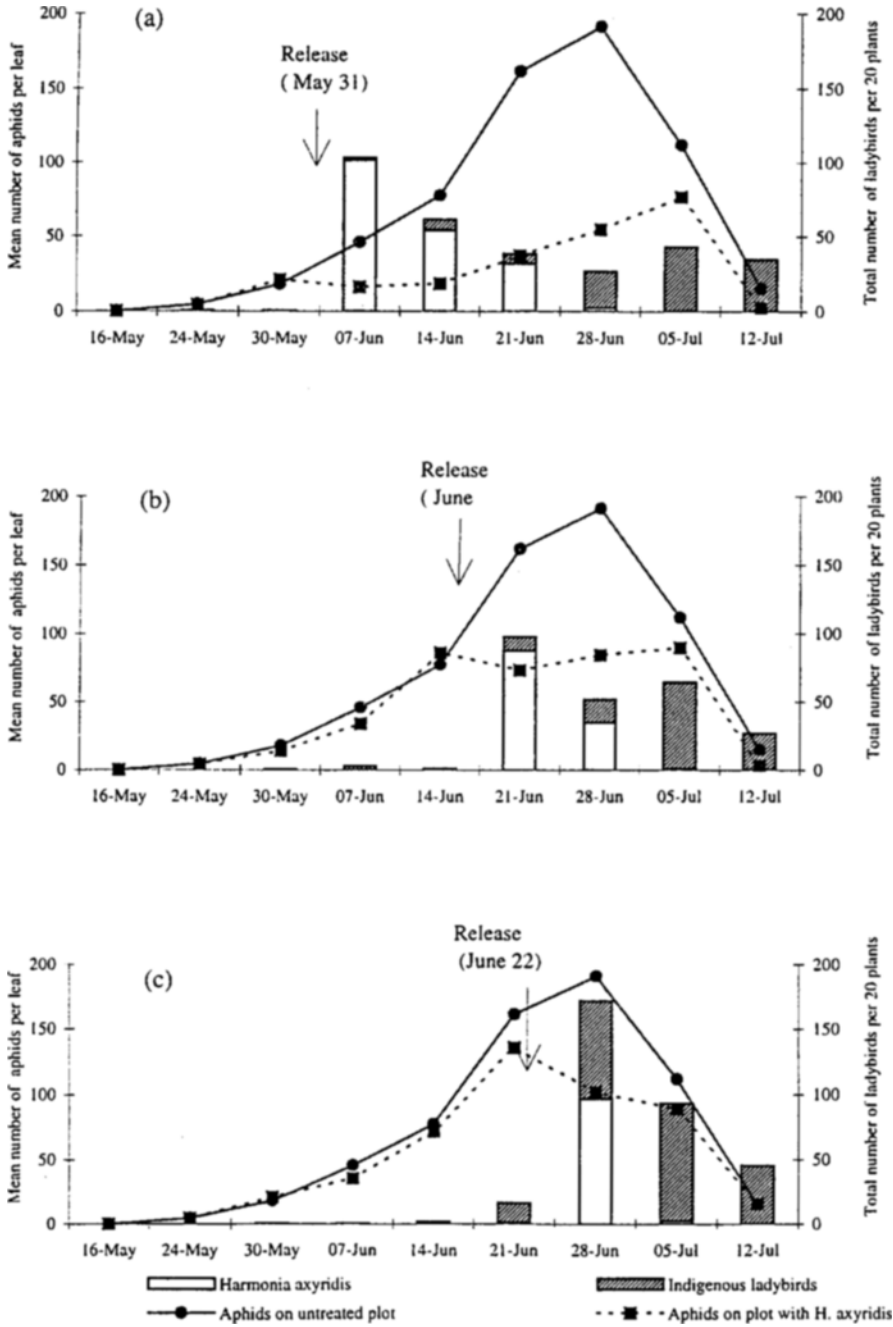 (a)
Release
( May 31)
Mean number of aphids per leaf
200
150
100
50
0
Total number of ladybirds per 20 plants
200
150
100
50
0
16-May 24-May 30-May 07-Jun 14-Jun 21-Jun 28-Jun 05-Jul 12-Jul
(b)
Release
( June
Mean number of aphids per leaf
200
150
100
50
0
Total number of ladybirds per 20 plants
200
150
100
50
0
16-May 24-May 30-May 07-Jun 14-Jun 21-Jun 28-Jun 05-Jul 12-Jul
(c)
Release
(June 22)
Mean number of aphids per leaf
200
150
100
50
0
Total number of ladybirds per 20 plants
200
150
100
50
0
16-May 24-May 30-May 07-Jun 14-Jun 21-Jun 28-Jun 05-Jul 12-Jul
Harmonia axyridis Indigenous ladybirds
Aphids on untreated plot Aphids on plot with H. axyridis